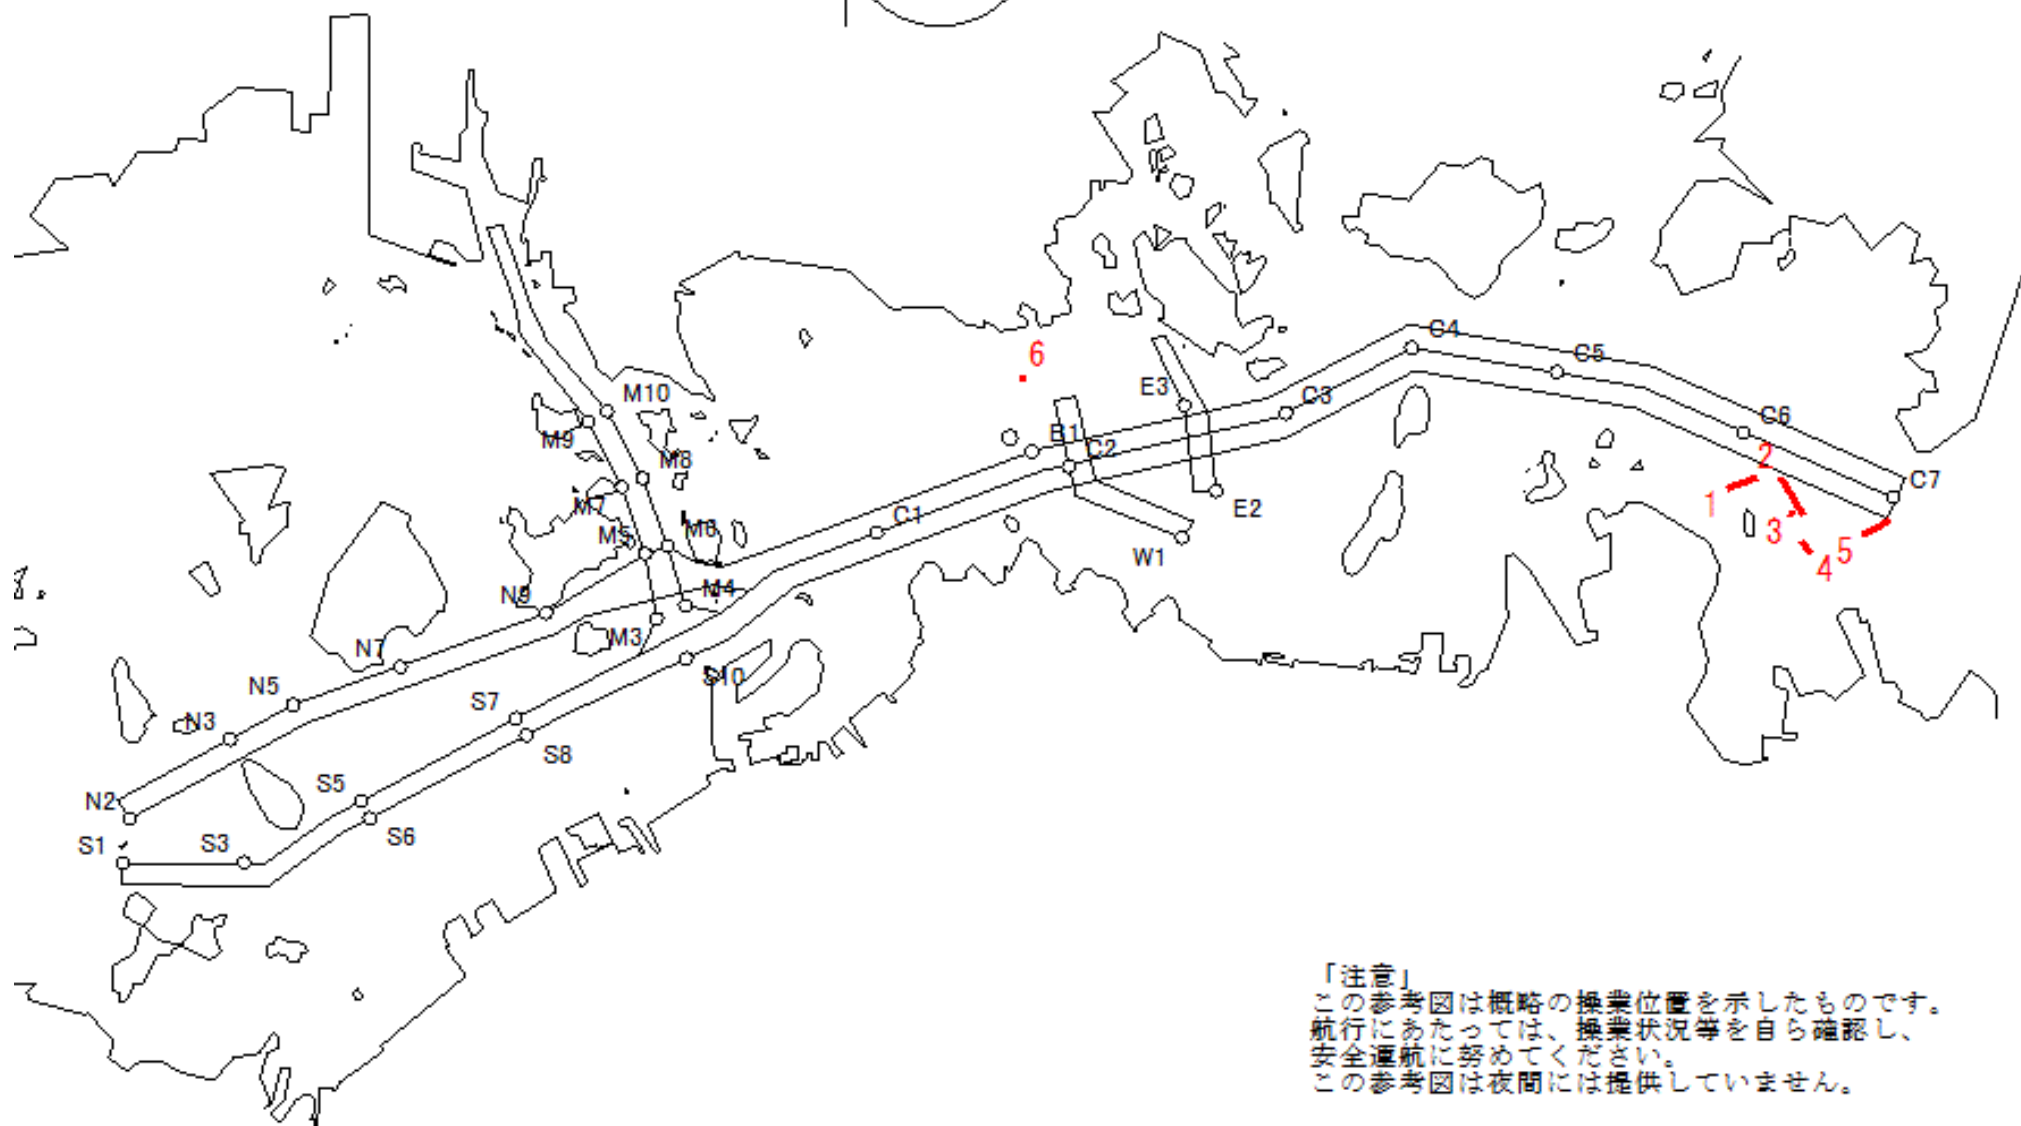 C4
C5
6
E3
M10
C3
C6
M9
B1
C2
2
M8
C7
M7
1
E2
M5
M6
C1
3
5
W1
4
N9
M4
M3
N7
S10
N5
S7
N3
S8
S5
N2
S6
S1
S3
「注意」
この参考図は概略の操業位置を示したものです。
航行にあたっては、操業状況等を自ら確認し、
安全運航に努めてください。
この参考図は夜間には提供していません。